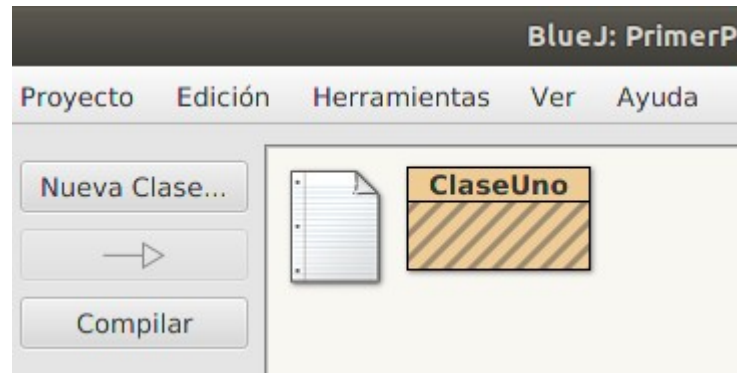 BlueJ: PrimerP
Proyecto Edición Herramientas Ver Ayuda
Nueva Clase...
ClaseUno
Compilar